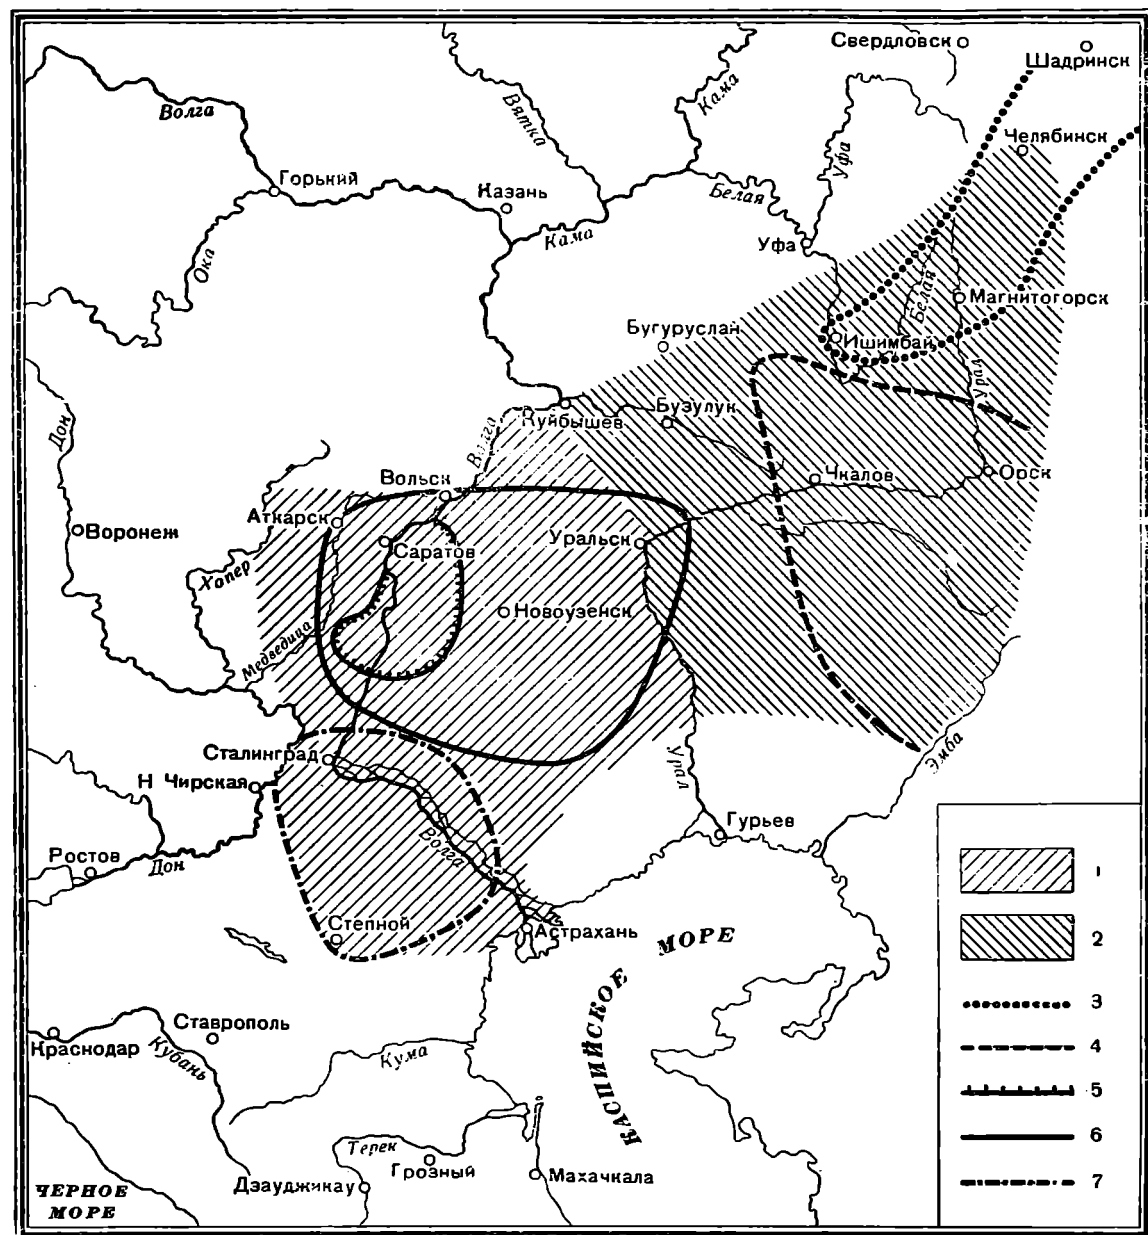 Свердловск
Шадринск
Волга
Вятка
Кама
Уфа
Челябинск
Горький
Казань
Белая
Ока
Кама
Уфа
Белая
Магнитогорск
Бугуруслан
Ишимбай
Урал
Дон
Волга
Куйбышев
Бузулук
Вольск
Чкалов
Орск
Аткарск
Воронеж
Саратов
Уральск
Хопер
Новоузенск
Медведица
Сталинград
Н Чирская
Урал
Эмба
Волга
Гурьев
Ростов
Дон
Степной
Астрахань
КАСПИЙСКОЕ МОРЕ
Ставрополь
Краснодар
Кубань
Кума
Терек
Грозный
Дзауджикау
Махачкала
ЧЕРНОЕ
МОРЕ
1
2
3
4
5
6
7